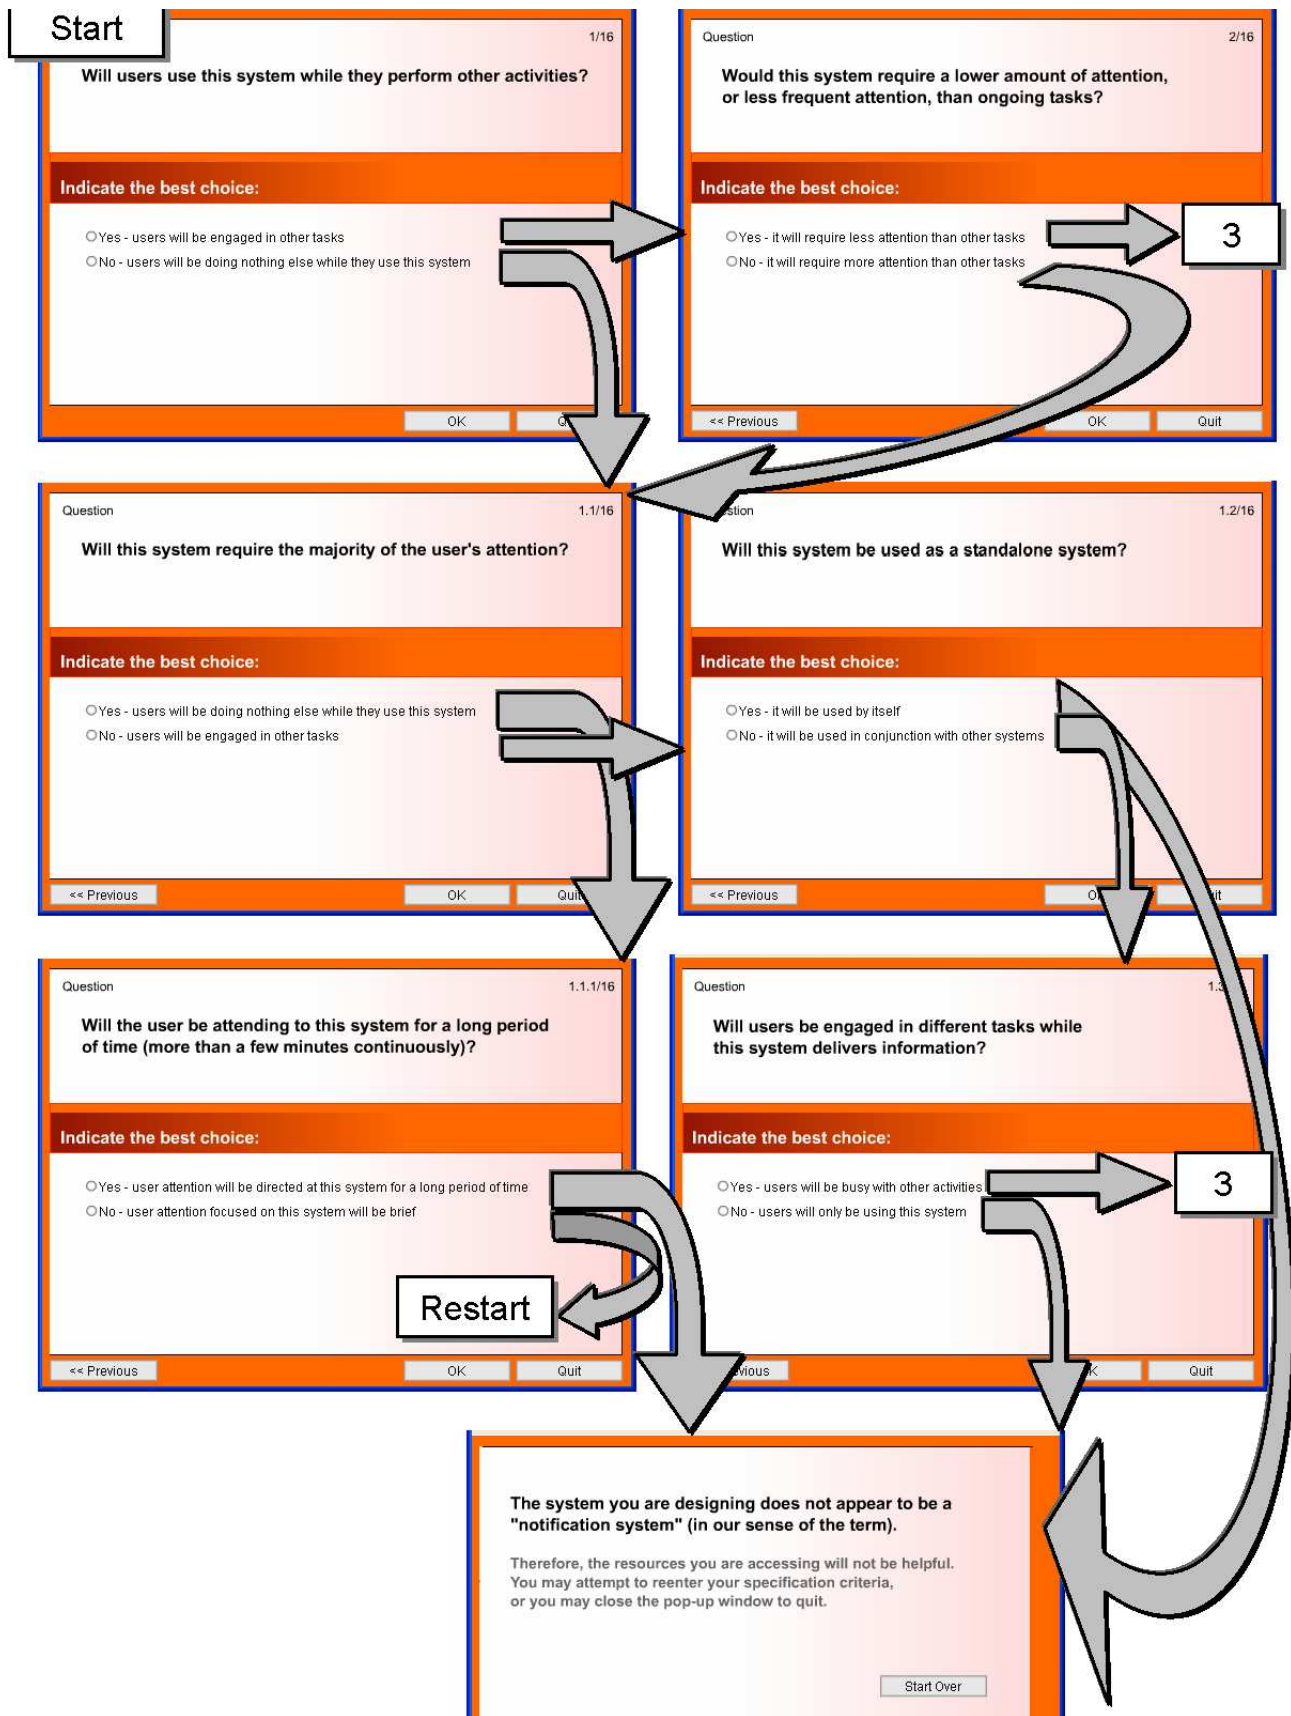 Start
1/16
Will users use this system while they perform other activities?
Indicate the best choice:
Yes - users will be engaged in other tasks
No - users will be doing nothing else while they use this system
OK
Question
2/16
Would this system require a lower amount of attention,
or less frequent attention, than ongoing tasks?
Indicate the best choice:
Yes - it will require less attention than other tasks
No - it will require more attention than other tasks
3
<< Previous
OK
Quit
Question
1.1/16
Will this system require the majority of the user's attention?
Indicate the best choice:
Yes - users will be doing nothing else while they use this system
No - users will be engaged in other tasks
<< Previous
OK
Quit
1.2/16
Will this system be used as a standalone system?
Indicate the best choice:
Yes - it will be used by itself
No - it will be used in conjunction with other systems
<< Previous
Question
1.1.1/16
Will the user be attending to this system for a long period
of time (more than a few minutes continuously)?
Indicate the best choice:
Yes - user attention will be directed at this system for a long period of time
No - user attention focused on this system will be brief
Restart
<< Previous
OK
Quit
Question
Will users be engaged in different tasks while
this system delivers information?
Indicate the best choice:
Yes - users will be busy with other activities
No - users will only be using this system
3
Quit
The system you are designing does not appear to be a
"notification system" (in our sense of the term).
Therefore, the resources you are accessing will not be helpful.
You may attempt to reenter your specification criteria,
or you may close the pop-up window to quit.
Start Over